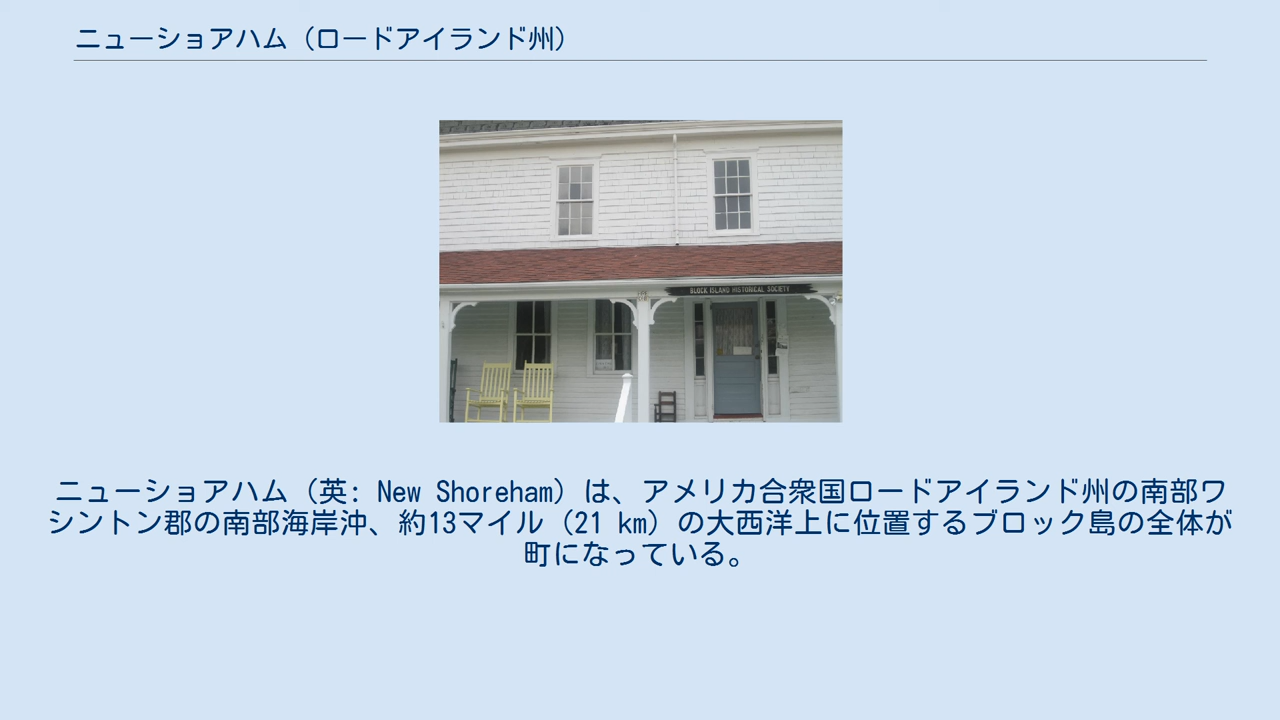 ニューショアハム（ロードアイランド州）
BLOCK ISLAND HISTORICAL SOCIETY
ニューショアハム（英: New Shoreham）は、アメリカ合衆国ロードアイランド州の南部ワ
シントン郡の南部海岸沖、約13マイル（21 km）の大西洋上に位置するブロック島の全体が
町になっている。